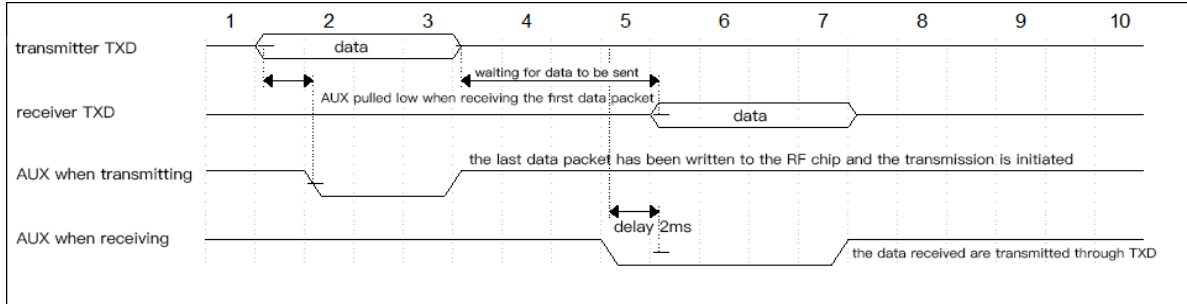 1 2 3 4 5 6 7 8 9 10
transmitter TXD
data
waiting for data to be sent
AUX pulled low when receiving the first data packet
receiver TXD
data
the last data packet has been written to the RF chip and the transmission is initiated
AUX when transmitting
delay 2ms
AUX when receiving
the data received are transmitted through TXD